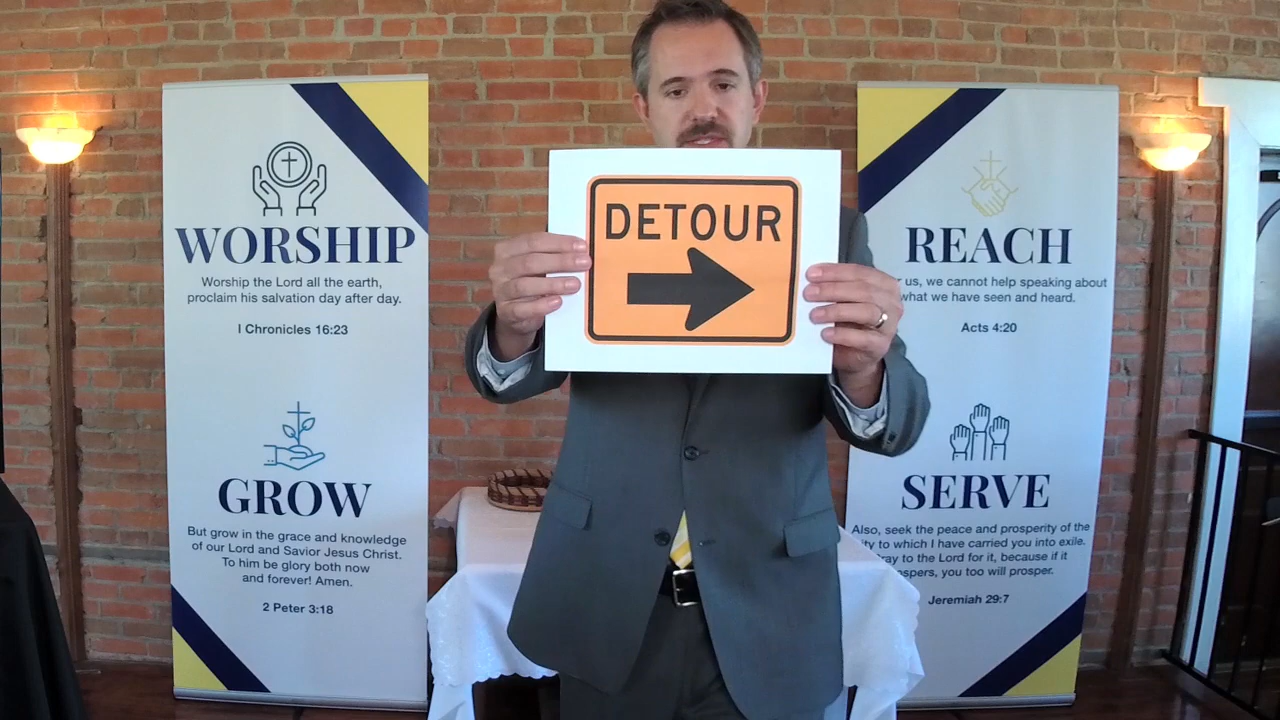 WORSHIP
Worship the Lord all the earth,
proclaim his salvation day after day.
I Chronicles 16:23
GROW
But grow in the grace and knowledge
of our Lord and Savior Jesus Christ.
To him be glory both now
and forever! Amen.
2 Peter 3:18
DETOUR
REACH
us, we cannot help speaking about
what we have seen and heard.
Acts 4:20
SERVE
Also, seek the peace and prosperity of the
to which I have carried you into exile.
to the Lord for it, because if it
you too will prosper.
Jeremiah 29:7